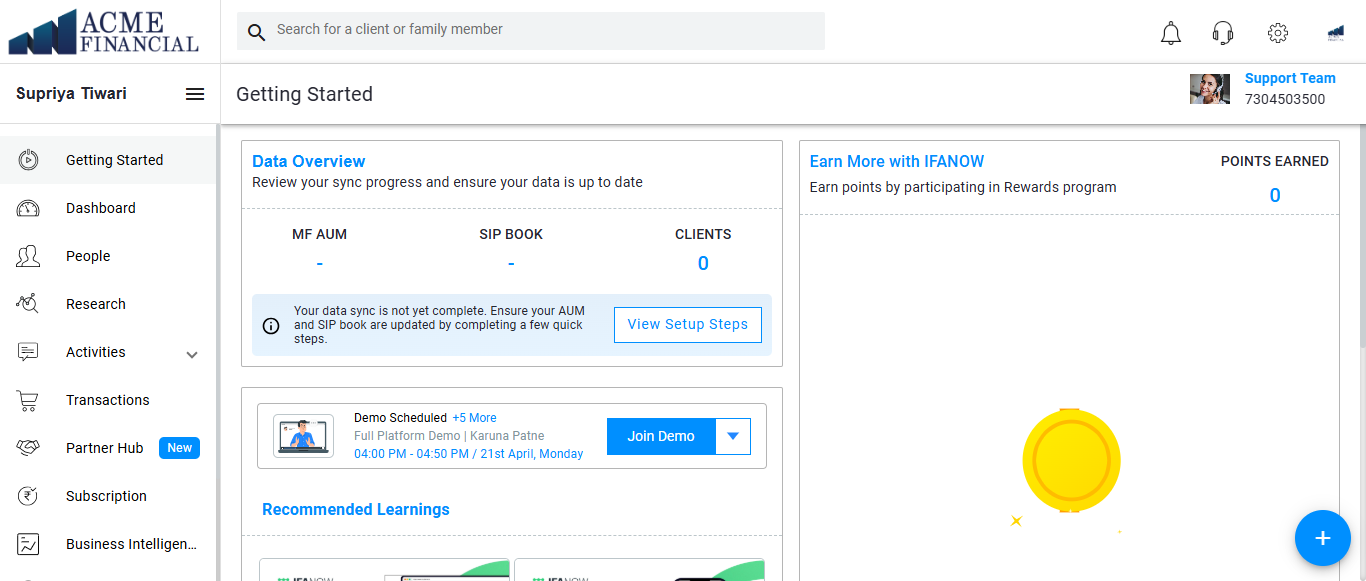 ACME
FINANCIAL
Search for a client or family member
Supriya Tiwari
Getting Started
Support Team
7304503500
Getting Started
Dashboard
People
Research
Activities
Transactions
Partner Hub New
Subscription
Business Intelligen...
Data Overview
Review your sync progress and ensure your data is up to date
MF AUM SIP BOOK CLIENTS
- - 0
Your data sync is not yet complete. Ensure your AUM
and SIP book are updated by completing a few quick
steps.
View Setup Steps
Demo Scheduled +5 More
Full Platform Demo | Karuna Patne
04:00 PM - 04:50 PM / 21st April, Monday
Join Demo
Recommended Learnings
IFANOW
IFANOW
Earn More with IFANOW
Earn points by participating in Rewards program
POINTS EARNED
0
+